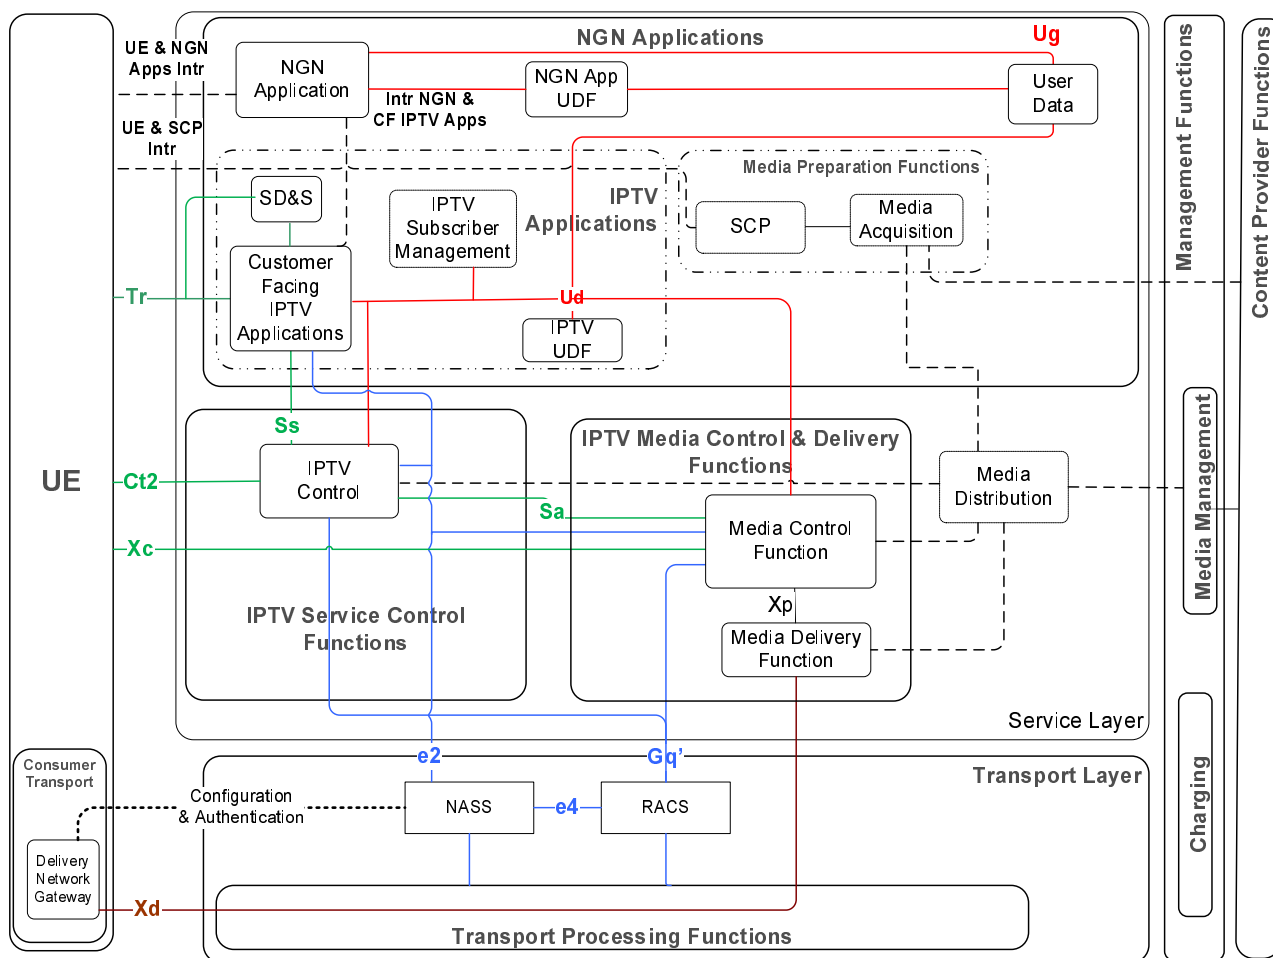 NGN Applications
Ug
UE & NGN
Apps Intr
NGN
Application
NGN App
UDF
User
Data
Intr NGN &
CF IPTV Apps
UE & SCP
Intr
Media Preparation Functions
SD&S
IPTV
Subscriber
Management
IPTV
Applications
SCP
Media
Acquisition
Customer
Facing
IPTV
Applications
Tr
Ud
IPTV
UDF
Ss
IPTV Media Control & Delivery
Functions
UE
IPTV
Control
Ct2
Media
Distribution
Sa
Media Control
Function
Xc
Xp
IPTV Service Control
Functions
Media Delivery
Function
Service Layer
e2
Gq’
Consumer
Transport
Transport Layer
Configuration
& Authentication
NASS
e4
RACS
Delivery
Network
Gateway
Xd
Transport Processing Functions
Management Functions
Media Management
Charging
Content Provider Functions